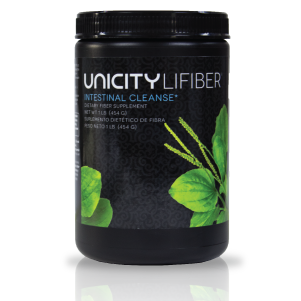 UNICITY LIFIBER
INTESTINAL CLEANSE*
DIETARY FIBER SUPPLEMENT
NET WT. 1 LB. (454 G)
SUPLEMENTO DIETÉTICO DE FIBRA
PESO NETO 1 LB. (454 G)